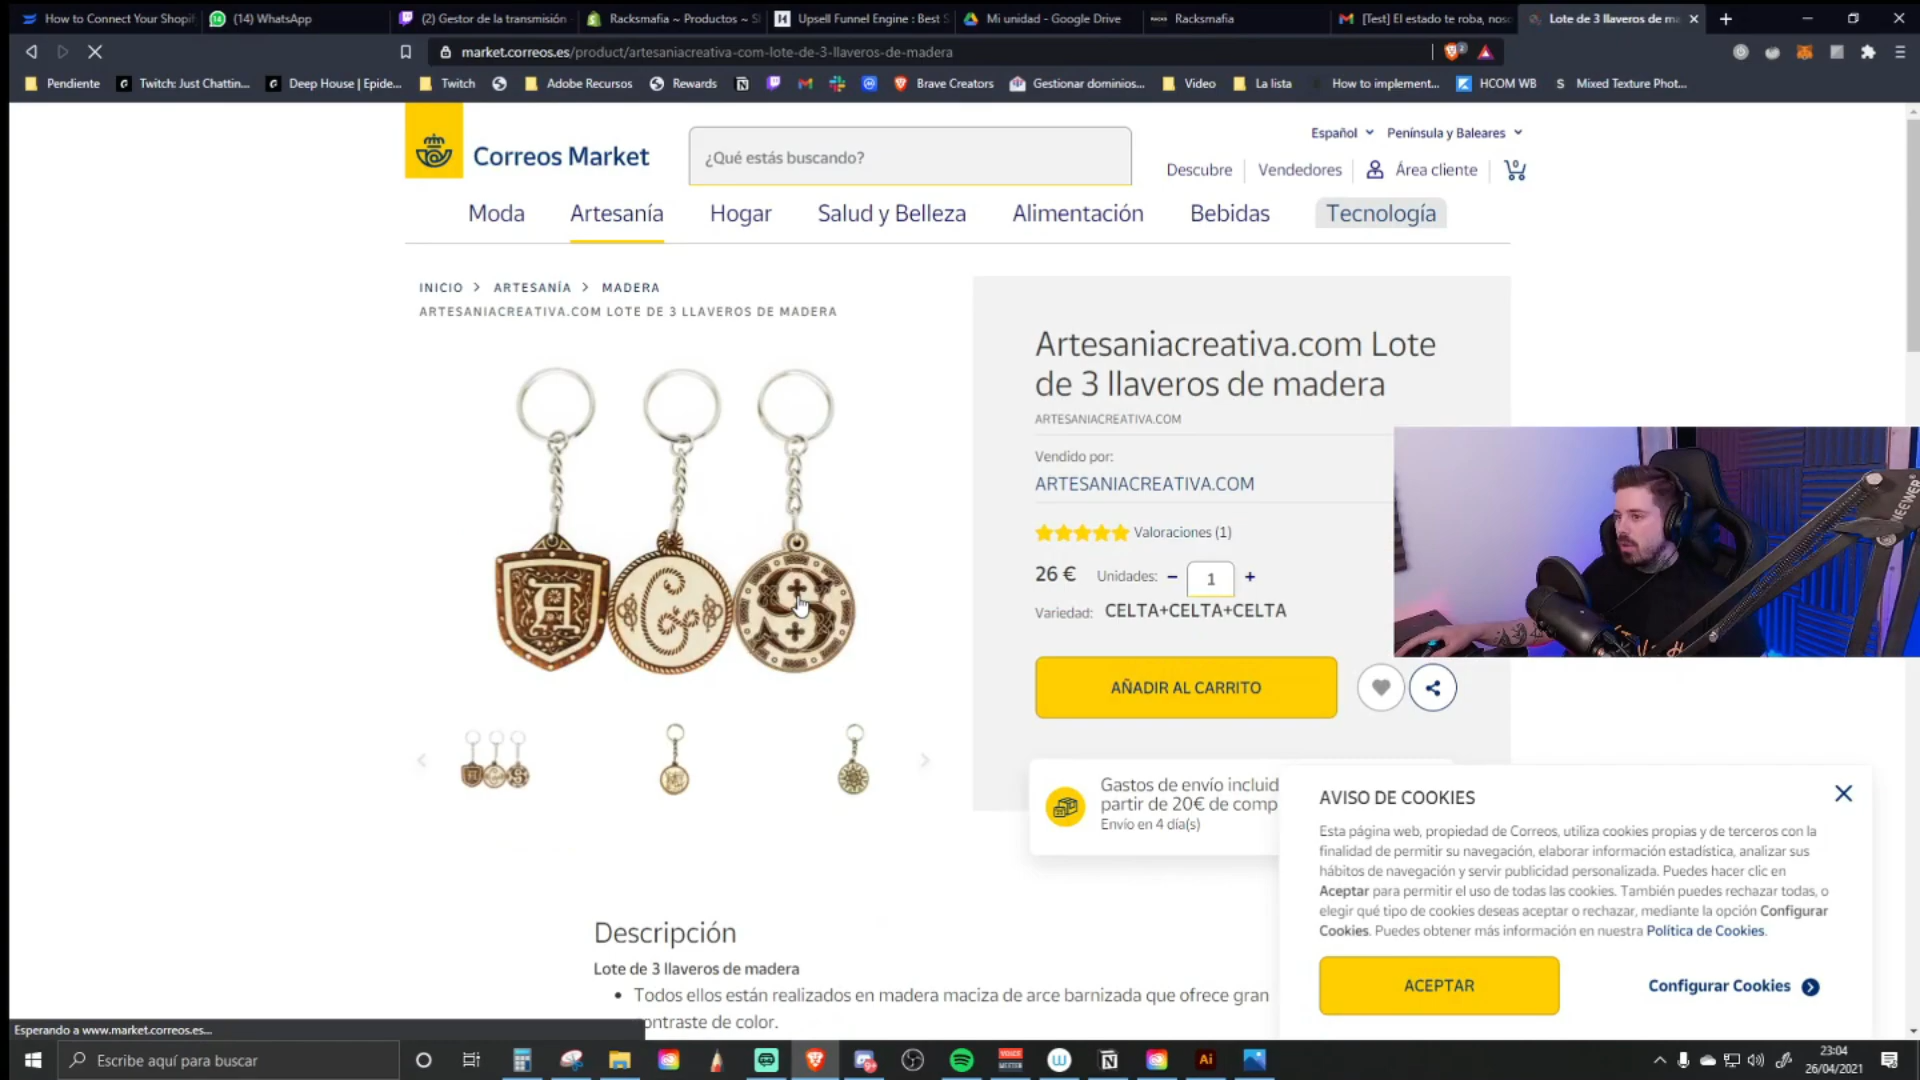 How to Connect Your Shopif
(14) WhatsApp
(2) Gestor de la transmisión
Racksmafia ~ Productos ~ S
Upsell Funnel Engine : Best S
Mi unidad - Google Drive
Racksmafia
[Test] El estado te roba, noso
Lote de 3 llaveros de ma
market.correos.es/product/artesaniacreativa-com-lote-de-3-llaveros-de-madera
Pendiente
Twitch: Just Chattin...
Deep House | Epide...
Twitch
Adobe Recursos
Rewards
Brave Creators
Gestionar dominios...
Video
La lista
How to implement...
HCOM WB
Mixed Texture Phot...
Español
Península y Baleares
Correos Market
¿Qué estás buscando?
Descubre
Vendedores
Área cliente
0
Moda
Artesanía
Hogar
Salud y Belleza
Alimentación
Bebidas
Tecnología
INICIO > ARTESANÍA > MADERA
ARTESANIACREATIVA.COM LOTE DE 3 LLAVEROS DE MADERA
Artesaniacreativa.com Lote
de 3 llaveros de madera
ARTESANIACREATIVA.COM
Vendido por:
ARTESANIACREATIVA.COM
Valoraciones (1)
26 €
Unidades: − 1 +
Variedad: CELTA+CELTA+CELTA
AÑADIR AL CARRITO
A
G
S
NEEWER
Gastos de envío incluid
partir de 20€ de comp
Envío en 4 día(s)
AVISO DE COOKIES
Esta página web, propiedad de Correos, utiliza cookies propias y de terceros con la
finalidad de permitir su navegación, elaborar información estadística, analizar sus
hábitos de navegación y servir publicidad personalizada. Puedes hacer clic en
Aceptar para permitir el uso de todas las cookies. También puedes rechazar todas, o
elegir qué tipo de cookies deseas aceptar o rechazar, mediante la opción Configurar
Cookies. Puedes obtener más información en nuestra Política de Cookies.
ACEPTAR
Configurar Cookies
Descripción
Lote de 3 llaveros de madera
• Todos ellos están realizados en madera maciza de arce barnizada que ofrece gran
contraste de color.
Esperando a www.market.correos.es...
Escribe aquí para buscar
VOICE
MEETER
Ai
23:04
26/04/2021